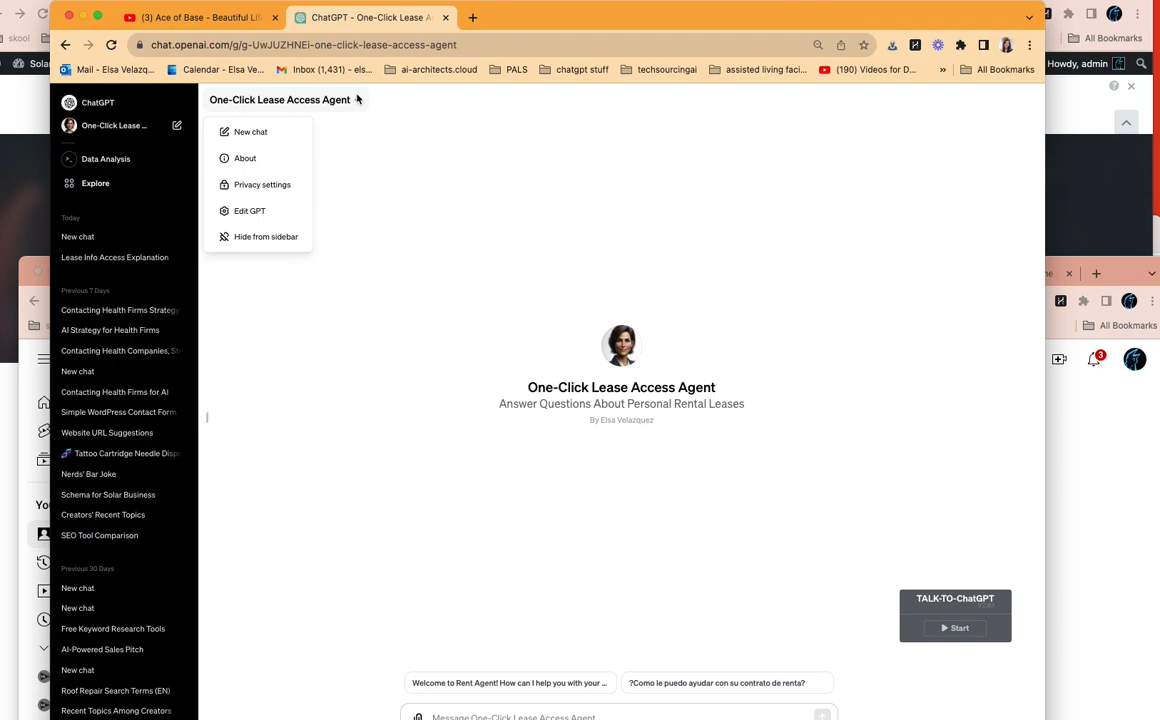 skool
Sola
(3) Ace of Base - Beautiful Lif
ChatGPT - One-Click Lease A
chat.openai.com/g/g-UwJUZHNEi-one-click-lease-access-agent
Mail - Elsa Velazq...
Calendar - Elsa Ve...
Inbox (1,431) - els...
ai-architects.cloud
PALS
chatgpt stuff
techsourcingai
assisted living faci...
(190) Videos for D...
»
All Bookmarks
All Bookmarks
Howdy, admin
ChatGPT
One-Click Lease ...
Data Analysis
Explore
Today
New chat
Lease Info Access Explanation
Previous 7 Days
Contacting Health Firms Strategy
AI Strategy for Health Firms
Contacting Health Companies, St
New chat
Contacting Health Firms for AI
Simple WordPress Contact Form
Website URL Suggestions
Tattoo Cartridge Needle Disp
Nerds' Bar Joke
Schema for Solar Business
Creators' Recent Topics
SEO Tool Comparison
Previous 30 Days
New chat
New chat
Free Keyword Research Tools
AI-Powered Sales Pitch
New chat
Roof Repair Search Terms (EN)
Recent Topics Among Creators
One-Click Lease Access Agent
New chat
About
Privacy settings
Edit GPT
Hide from sidebar
One-Click Lease Access Agent
Answer Questions About Personal Rental Leases
By Elsa Velazquez
TALK-TO-ChatGPT
Start
Welcome to Rent Agent! How can I help you with your ...
?Como le puedo ayudar con su contrato de renta?
Message One-Click Lease Access Agent
All Bookmarks
3
You